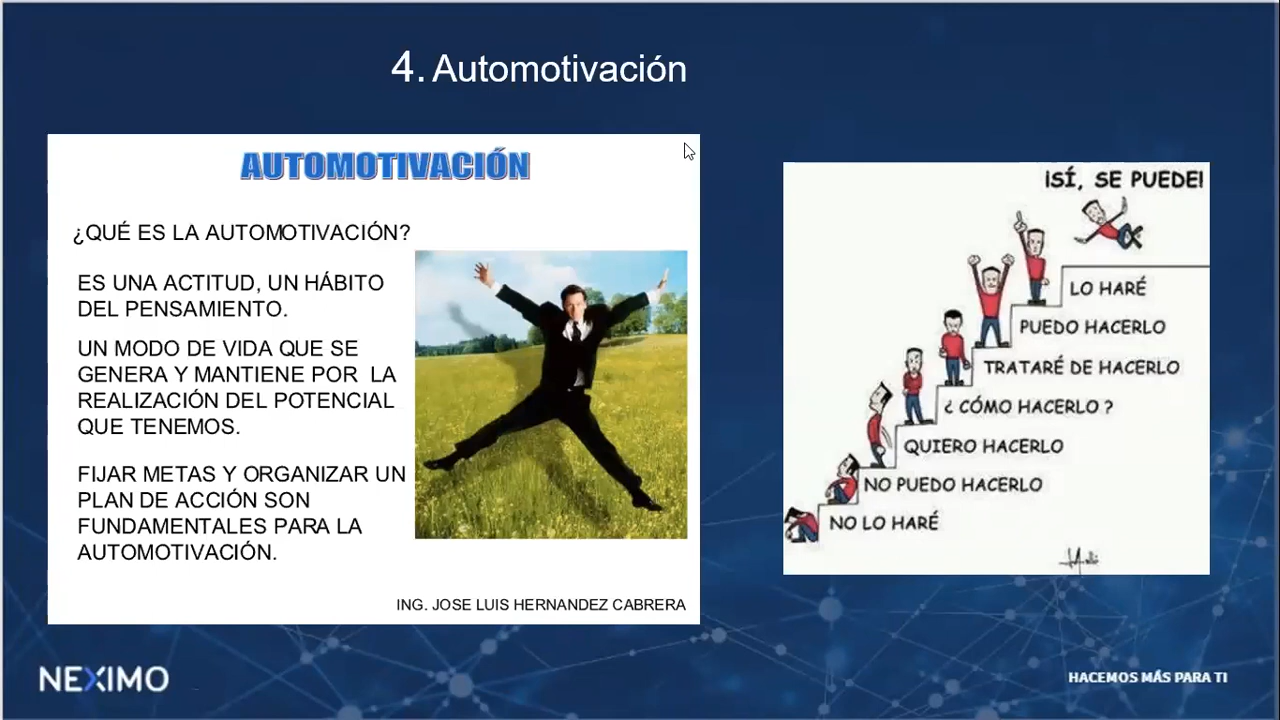 4. Automotivación
AUTOMOTIVACIÓN
¿QUÉ ES LA AUTOMOTIVACIÓN?
ES UNA ACTITUD, UN HÁBITO
DEL PENSAMIENTO.
UN MODO DE VIDA QUE SE
GENERA Y MANTIENE POR LA
REALIZACIÓN DEL POTENCIAL
QUE TENEMOS.
FIJAR METAS Y ORGANIZAR UN
PLAN DE ACCIÓN SON
FUNDAMENTALES PARA LA
AUTOMOTIVACIÓN.
ING. JOSE LUIS HERNANDEZ CABRERA
¡SÍ, SE PUEDE!
LO HARÉ
PUEDO HACERLO
TRATARÉ DE HACERLO
¿ CÓMO HACERLO ?
QUIERO HACERLO
NO PUEDO HACERLO
NO LO HARÉ
NEXIMO
HACEMOS MÁS PARA TI